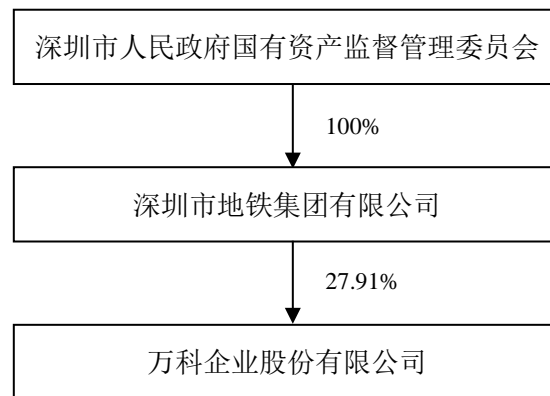 深圳市人民政府国有资产监督管理委员会
100%
深圳市地铁集团有限公司
27.91%
万科企业股份有限公司